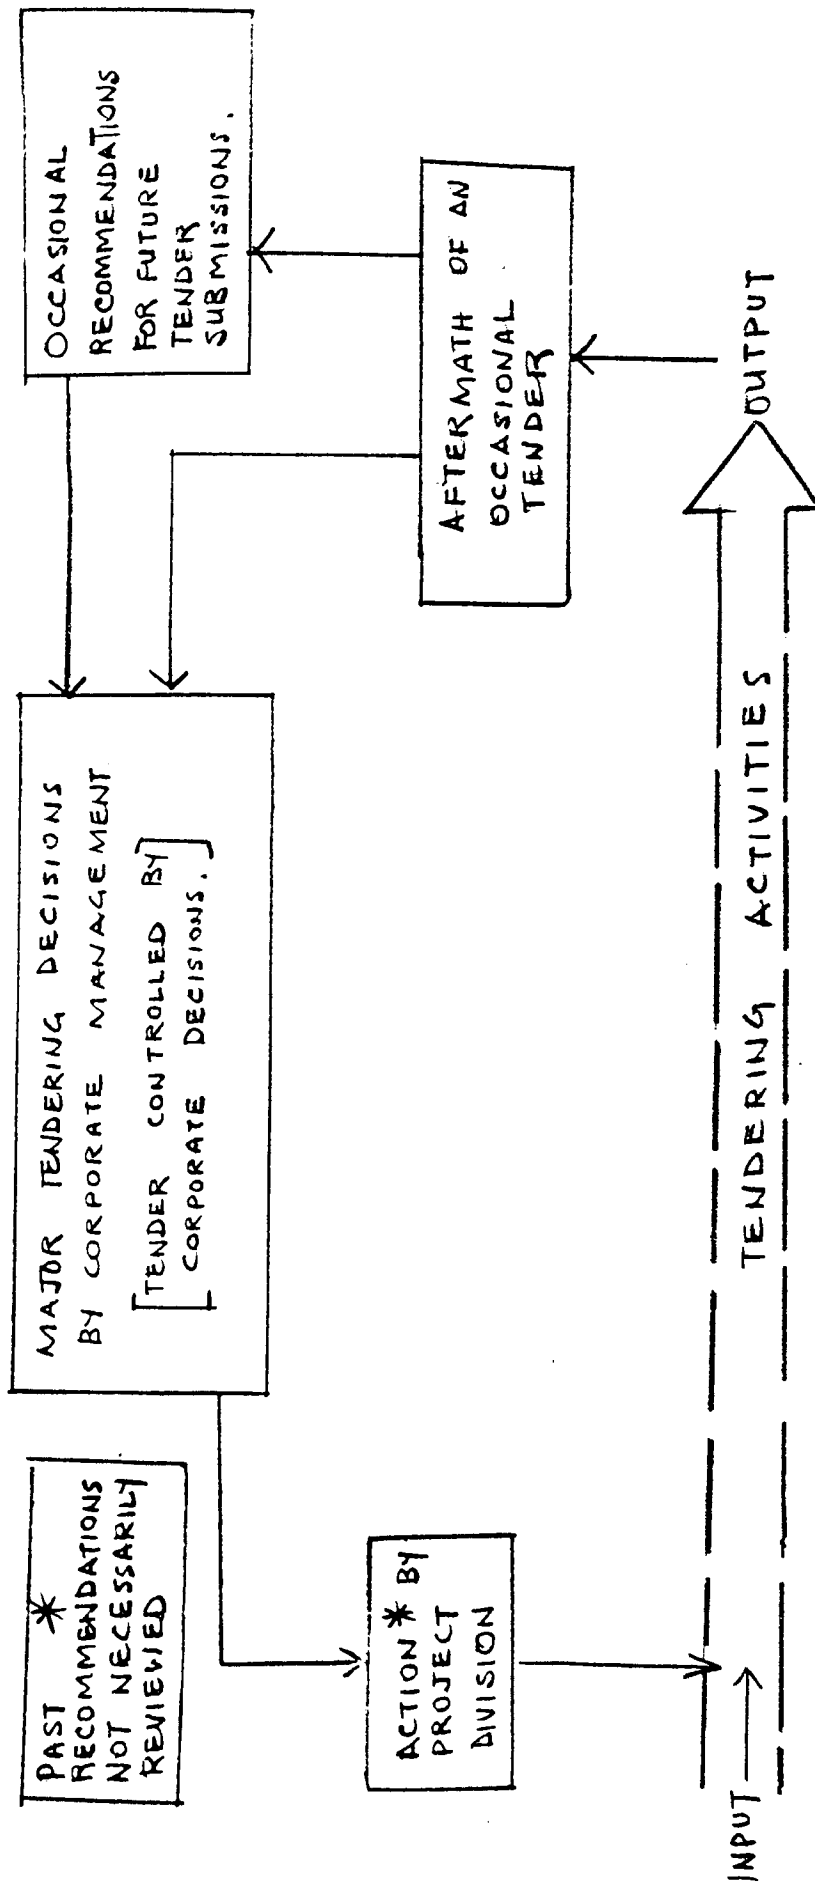 PAST *
RECOMMENDATIONS
NOT NECESSARILY
REVIEWED
MAJOR TENDERING DECISIONS
BY CORPORATE MANAGEMENT
[TENDER CONTROLLED BY
CORPORATE DECISIONS.]
OCCASIONAL
RECOMMENDATIONS
FOR FUTURE
TENDER
SUBMISSIONS.
ACTION * BY
PROJECT
DIVISION
AFTERMATH OF AN
OCCASIONAL
TENDER
INPUT
TENDERING ACTIVITIES
OUTPUT